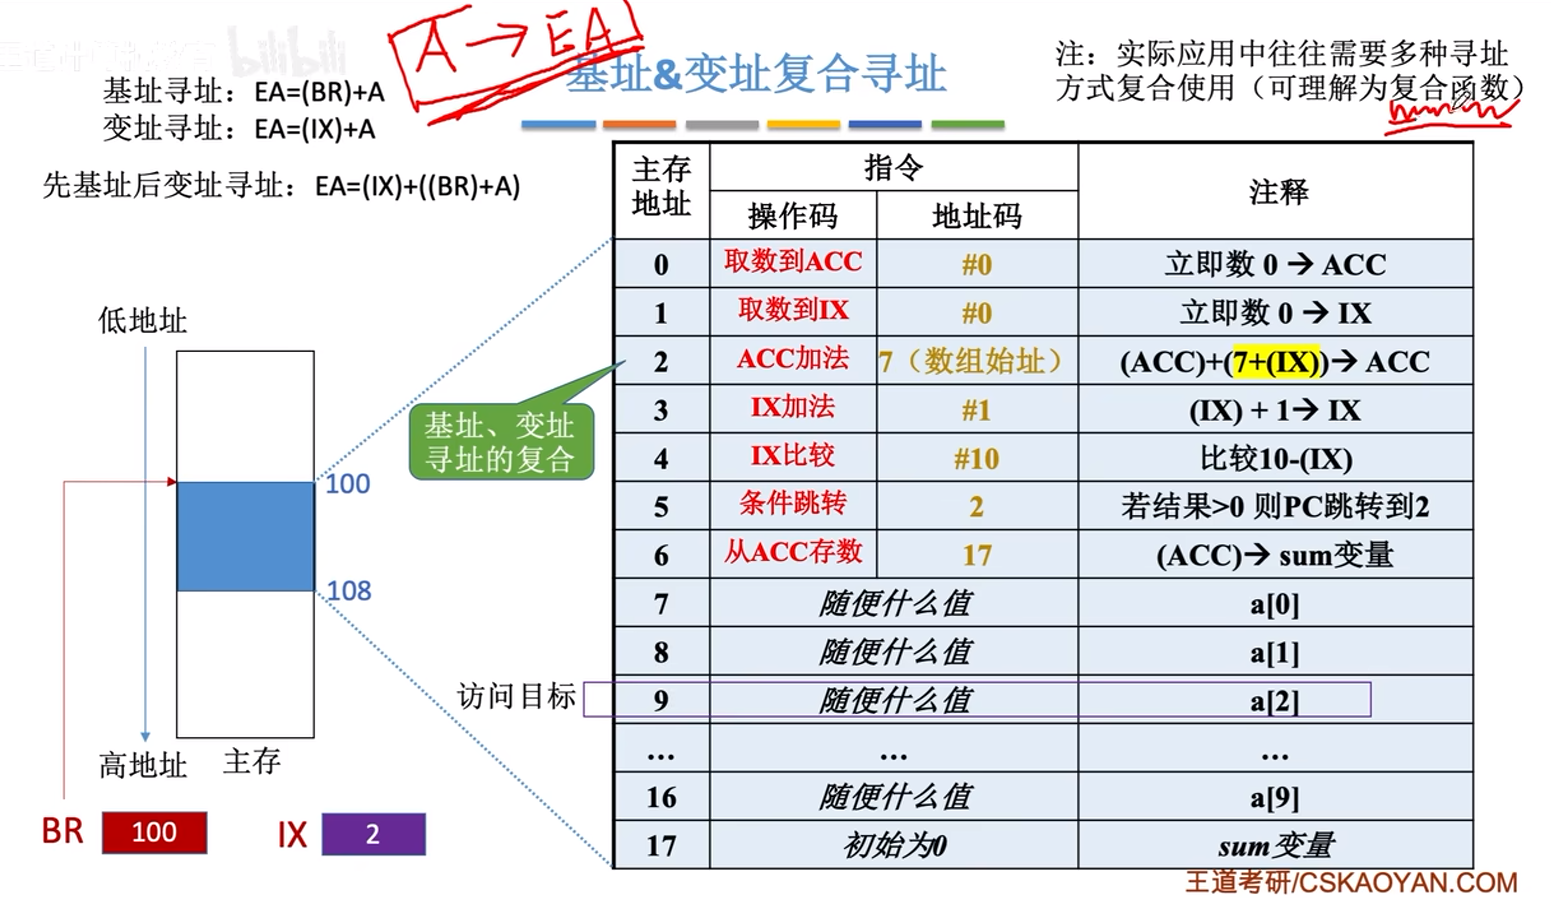 王道计算机教育 bilibili
A→EA
基址&变址复合寻址
基址寻址：EA=(BR)+A
变址寻址：EA=(IX)+A
先基址后变址寻址：EA=(IX)+((BR)+A)
注：实际应用中往往需要多种寻址
方式复合使用（可理解为复合函数）
主存地址 指令 注释
操作码 地址码
0 取数到ACC #0 立即数 0 → ACC
1 取数到IX #0 立即数 0 → IX
2 ACC加法 7（数组始址） (ACC)+(7+(IX))→ ACC
3 IX加法 #1 (IX) + 1→ IX
4 IX比较 #10 比较10-(IX)
5 条件跳转 2 若结果>0 则PC跳转到2
6 从ACC存数 17 (ACC)→ sum变量
7 随便什么值 a[0]
8 随便什么值 a[1]
9 随便什么值 a[2]
... ... ...
16 随便什么值 a[9]
17 初始为0 sum变量
低地址
100
108
基址、变址
寻址的复合
访问目标
高地址 主存
BR 100 IX 2
王道考研/CSKAOYAN.COM